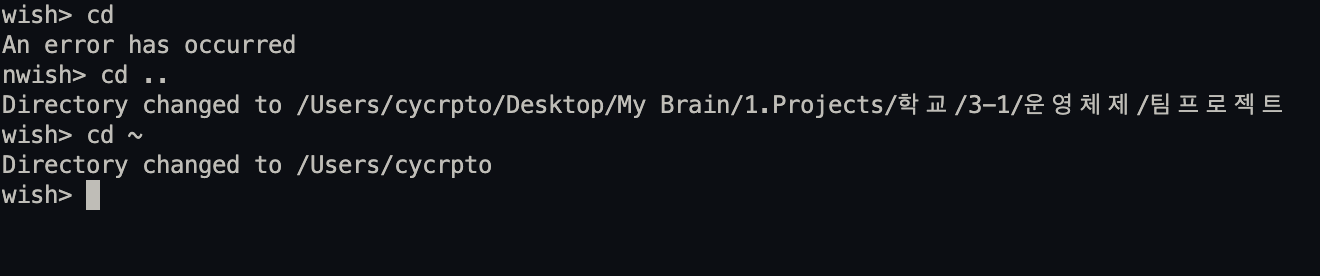 wish> cd
An error has occurred
nwish> cd ..
Directory changed to /Users/cycrpto/Desktop/My Brain/1.Projects/학교/3-1/운영체제/팀프로젝트
wish> cd ~
Directory changed to /Users/cycrpto
wish>